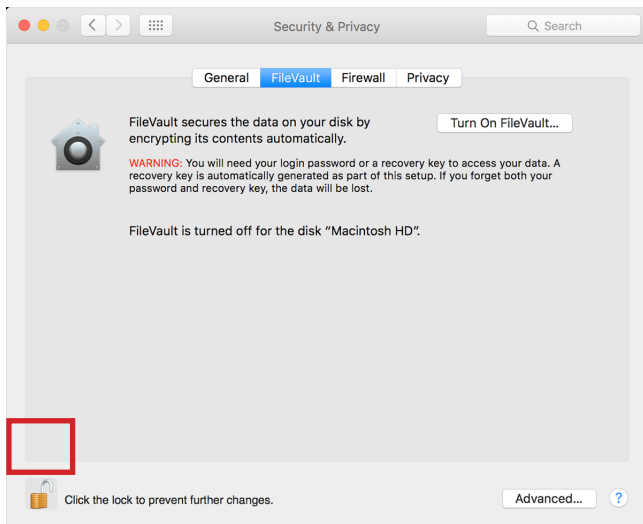 Security & Privacy
Search
General FileVault Firewall Privacy
FileVault secures the data on your disk by
encrypting its contents automatically.
Turn On FileVault...
WARNING: You will need your login password or a recovery key to access your data. A
recovery key is automatically generated as part of this setup. If you forget both your
password and recovery key, the data will be lost.
FileVault is turned off for the disk “Macintosh HD”.
Click the lock to prevent further changes.
Advanced...
?